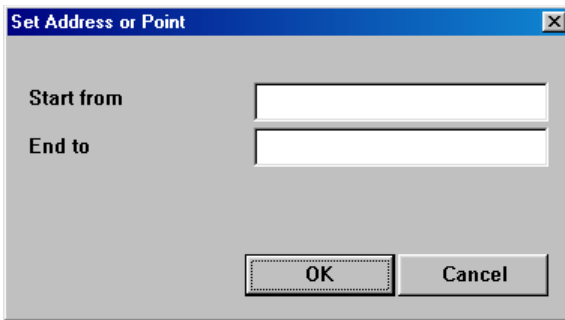 Set Address or Point
Start from
End to
OK Cancel